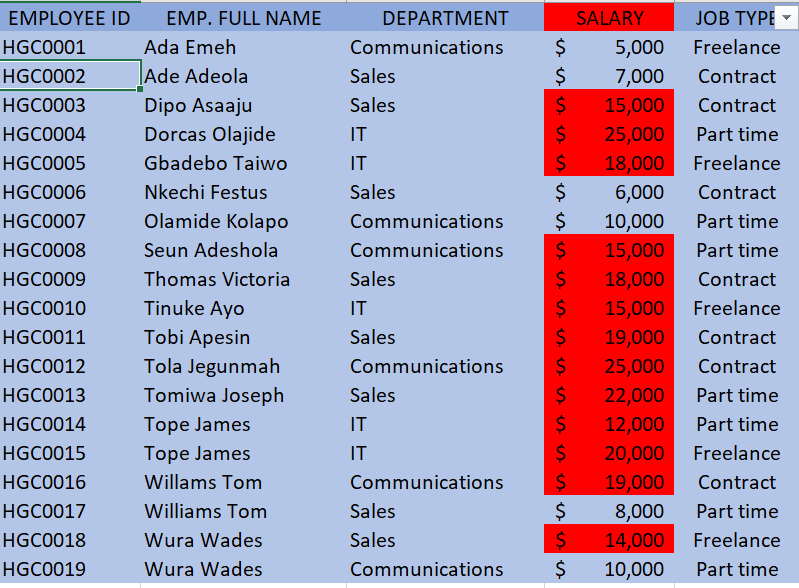 EMPLOYEE ID EMP. FULL NAME DEPARTMENT SALARY JOB TYPE
HGC0001 Ada Emeh Communications $ 5,000 Freelance
HGC0002 Ade Adeola Sales $ 7,000 Contract
HGC0003 Dipo Asaaju Sales $ 15,000 Contract
HGC0004 Dorcas Olajide IT $ 25,000 Part time
HGC0005 Gbadebo Taiwo IT $ 18,000 Freelance
HGC0006 Nkechi Festus Sales $ 6,000 Contract
HGC0007 Olamide Kolapo Communications $ 10,000 Part time
HGC0008 Seun Adeshola Communications $ 15,000 Part time
HGC0009 Thomas Victoria Sales $ 18,000 Contract
HGC0010 Tinuke Ayo IT $ 15,000 Freelance
HGC0011 Tobi Apesin Sales $ 19,000 Contract
HGC0012 Tola Jegunmah Communications $ 25,000 Contract
HGC0013 Tomiwa Joseph Sales $ 22,000 Part time
HGC0014 Tope James IT $ 12,000 Part time
HGC0015 Tope James IT $ 20,000 Freelance
HGC0016 Willams Tom Communications $ 19,000 Contract
HGC0017 Williams Tom Sales $ 8,000 Part time
HGC0018 Wura Wades Sales $ 14,000 Freelance
HGC0019 Wura Wades Communications $ 10,000 Part time